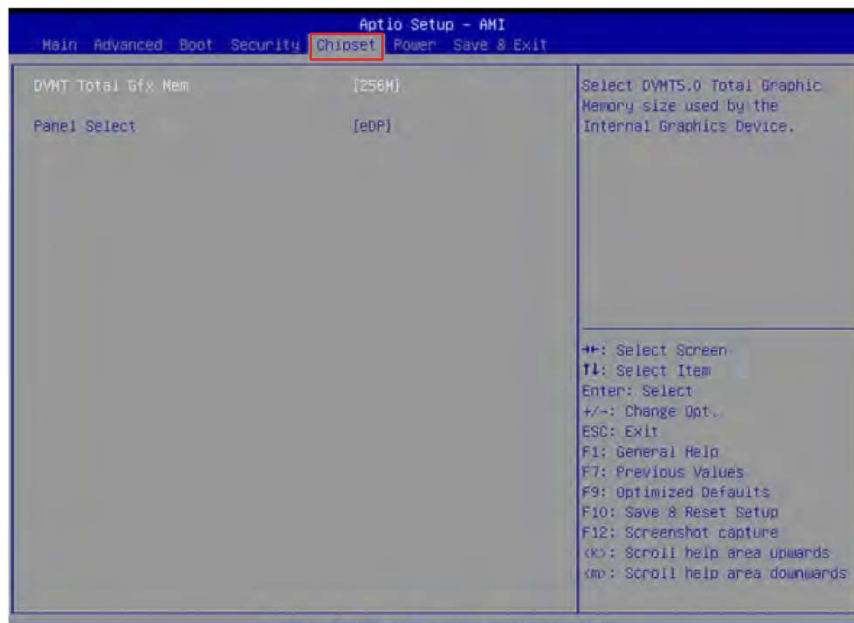 Aptio Setup - AMI
Main Advanced Boot Security Chipset Power Save & Exit
DVMT Total Gfx Mem [256M]
Panel Select [eDP]
Select DVMT5.0 Total Graphic
Memory size used by the
Internal Graphics Device.
→←: Select Screen
↑↓: Select Item
Enter: Select
+/-: Change Opt.
ESC: Exit
F1: General Help
F7: Previous Values
F9: Optimized Defaults
F10: Save & Reset Setup
F12: Screenshot capture
<k>: Scroll help area upwards
<m>: Scroll help area downwards